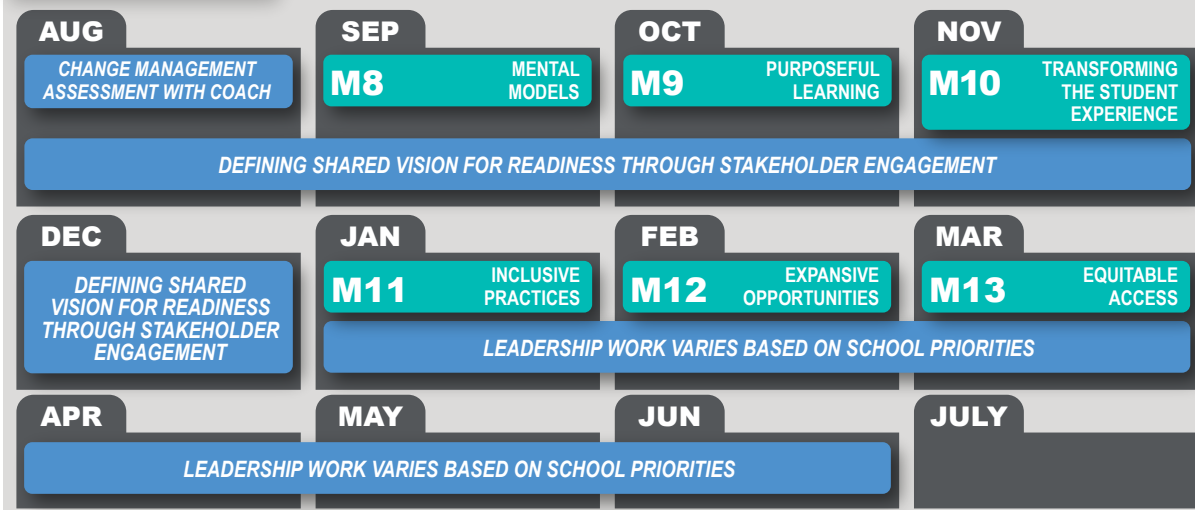 AUG
CHANGE MANAGEMENT
ASSESSMENT WITH COACH
SEP
M8
MENTAL
MODELS
OCT
M9
PURPOSEFUL
LEARNING
NOV
M10
TRANSFORMING
THE STUDENT
EXPERIENCE
DEFINING SHARED VISION FOR READINESS THROUGH STAKEHOLDER ENGAGEMENT
DEC
DEFINING SHARED
VISION FOR READINESS
THROUGH STAKEHOLDER
ENGAGEMENT
JAN
M11
INCLUSIVE
PRACTICES
FEB
M12
EXPANSIVE
OPPORTUNITIES
MAR
M13
EQUITABLE
ACCESS
LEADERSHIP WORK VARIES BASED ON SCHOOL PRIORITIES
APR
MAY
JUN
JULY
LEADERSHIP WORK VARIES BASED ON SCHOOL PRIORITIES